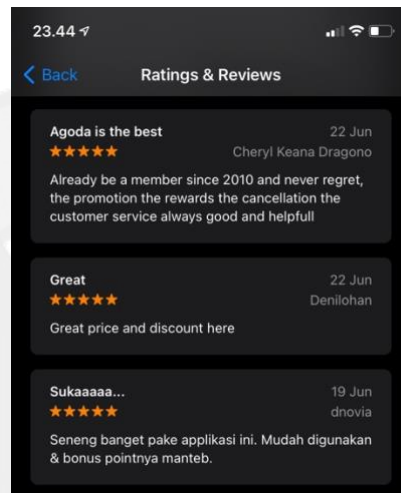 23.44
Back Ratings & Reviews
Agoda is the best 22 Jun
Cheryl Keana Dragono
Already be a member since 2010 and never regret,
the promotion the rewards the cancellation the
customer service always good and helpfull
Great 22 Jun
Denilohan
Great price and discount here
Sukaaaaa... 19 Jun
dnovia
Seneng banget pake applikasi ini. Mudah digunakan
& bonus pointnya manteb.